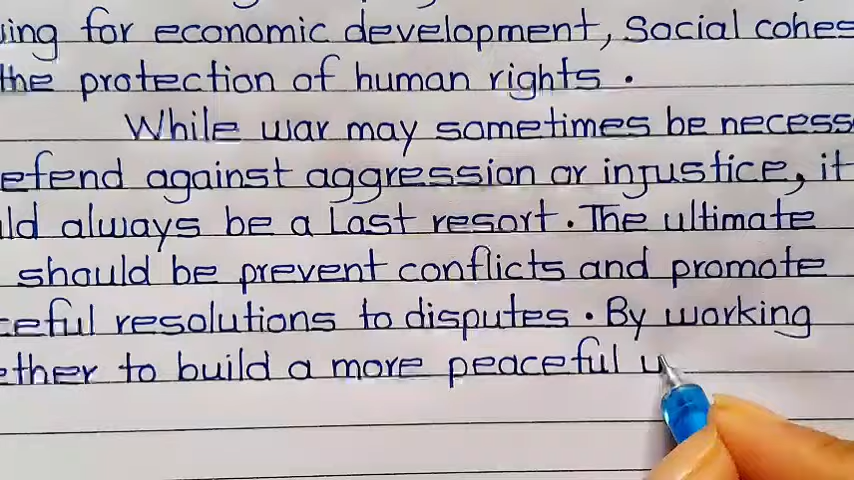 ing for economic development, Social cohes
the protection of human rights .
While war may sometimes be necess
efend against aggression or injustice, it
ld always be a Last resort. The ultimate
should be prevent conflicts and promote
ceful resolutions to disputes. By working
ether to build a more peaceful